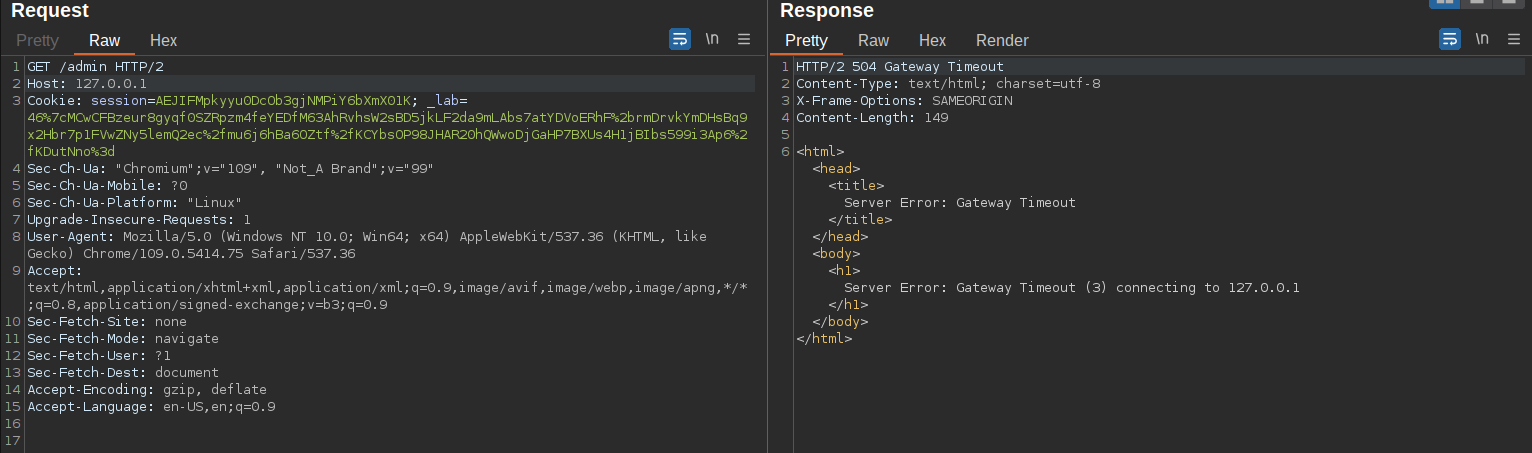 Request
Pretty Raw Hex
\n
1 GET /admin HTTP/2
2 Host: 127.0.0.1
3 Cookie: session=AEJIFMpkyyu0DcOb3gjNMPiY6bXmXO1K; _lab=
46%7cMCwCFBzeur8gyqfOSZRpzm4feYEDfM63AhRvhsW2sBD5jkLF2da9mLAbs7atYDVoERhF%2brmDrvkYmDHsBq9
x2Hbr7p1FVwZNy5lemQ2ec%2fmu6j6hBa6OZtf%2fKCYbsOP98JHAR20hQWwoDjGaHP7BXUs4H1jBIbs599i3Ap6%2
fKDutNno%3d
4 Sec-Ch-Ua: "Chromium";v="109", "Not_A Brand";v="99"
5 Sec-Ch-Ua-Mobile: ?0
6 Sec-Ch-Ua-Platform: "Linux"
7 Upgrade-Insecure-Requests: 1
8 User-Agent: Mozilla/5.0 (Windows NT 10.0; Win64; x64) AppleWebKit/537.36 (KHTML, like
Gecko) Chrome/109.0.5414.75 Safari/537.36
9 Accept:
text/html,application/xhtml+xml,application/xml;q=0.9,image/avif,image/webp,image/apng,*/*
;q=0.8,application/signed-exchange;v=b3;q=0.9
10 Sec-Fetch-Site: none
11 Sec-Fetch-Mode: navigate
12 Sec-Fetch-User: ?1
13 Sec-Fetch-Dest: document
14 Accept-Encoding: gzip, deflate
15 Accept-Language: en-US,en;q=0.9
16
17
Response
Pretty Raw Hex Render
\n
1 HTTP/2 504 Gateway Timeout
2 Content-Type: text/html; charset=utf-8
3 X-Frame-Options: SAMEORIGIN
4 Content-Length: 149
5
6 <html>
<head>
<title>
Server Error: Gateway Timeout
</title>
</head>
<body>
<h1>
Server Error: Gateway Timeout (3) connecting to 127.0.0.1
</h1>
</body>
</html>